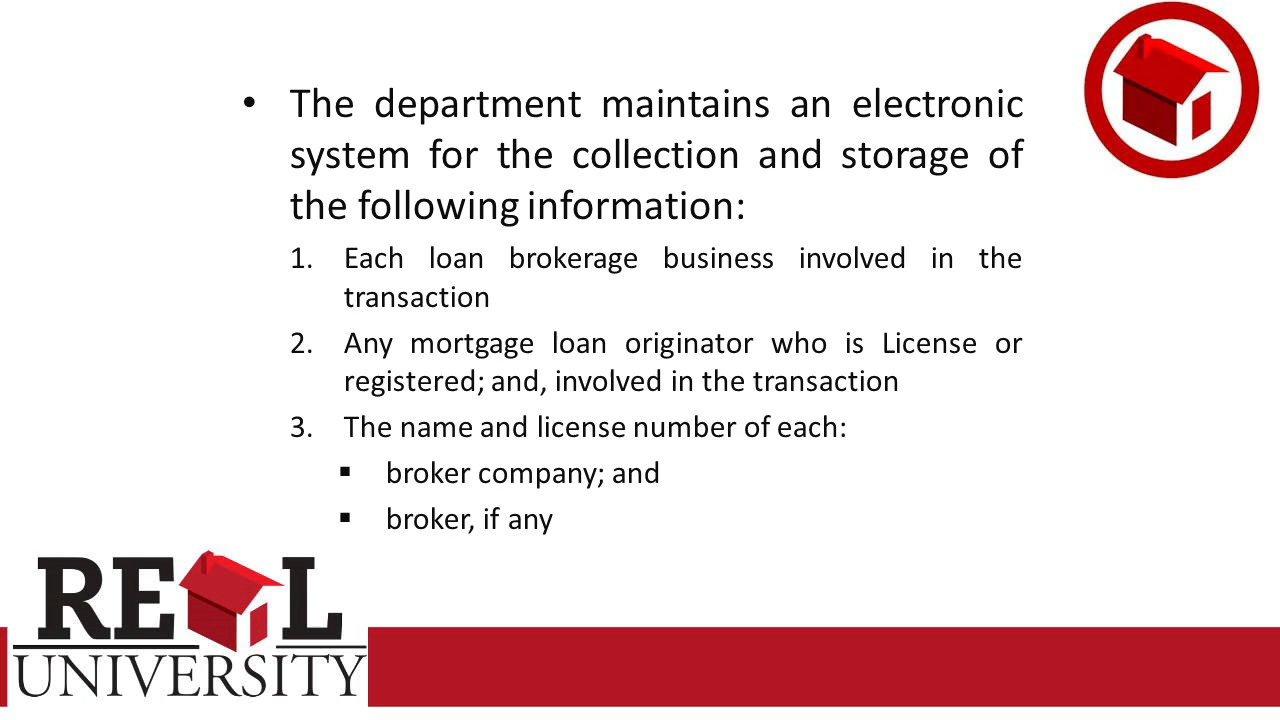 • The department maintains an electronic
system for the collection and storage of
the following information:
1. Each loan brokerage business involved in the
transaction
2. Any mortgage loan originator who is License or
registered; and, involved in the transaction
3. The name and license number of each:
▪ broker company; and
▪ broker, if any
REAL
UNIVERSITY